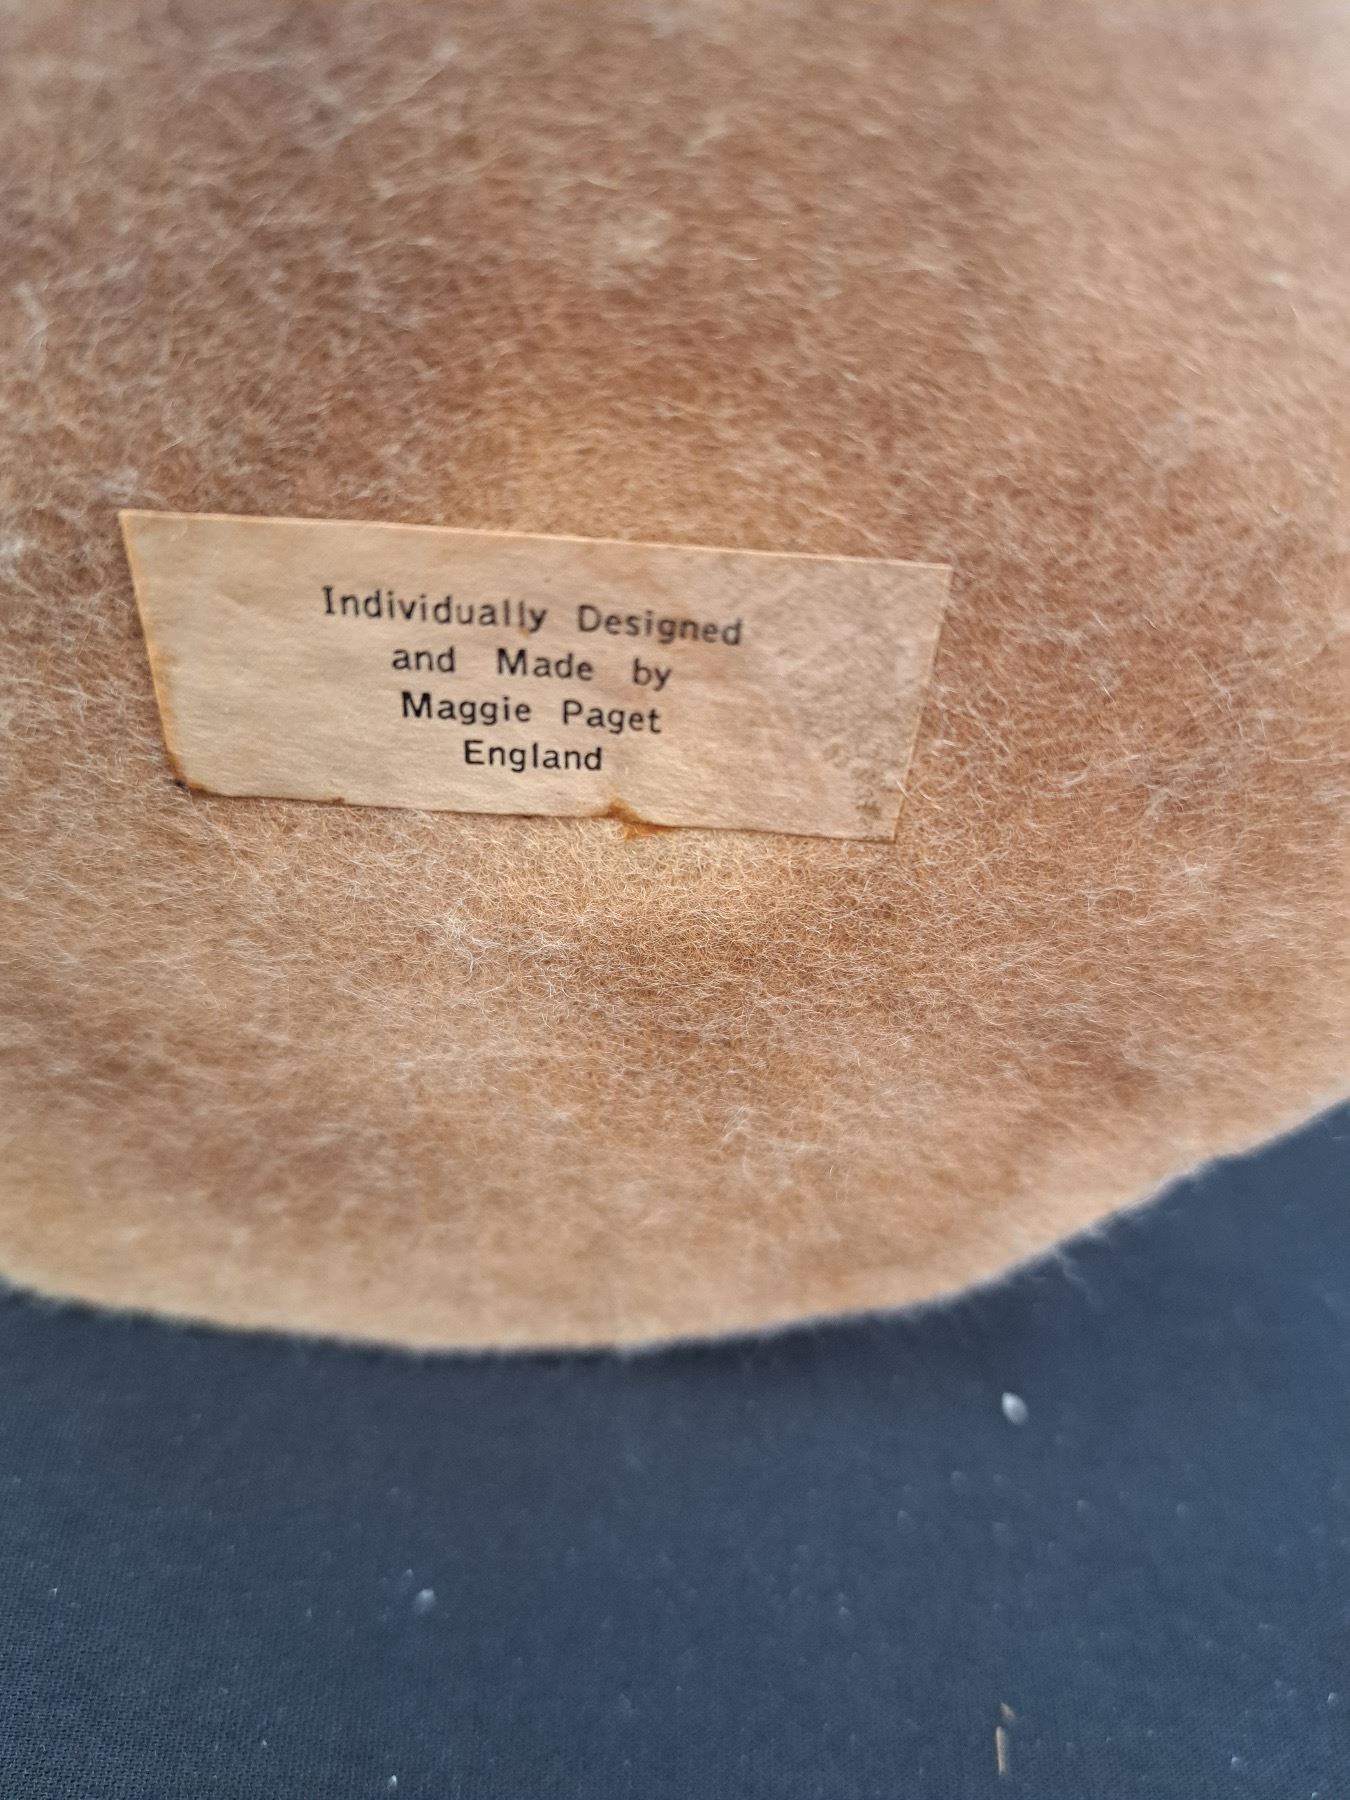 Individually Designed
and Made by
Maggie Paget
England